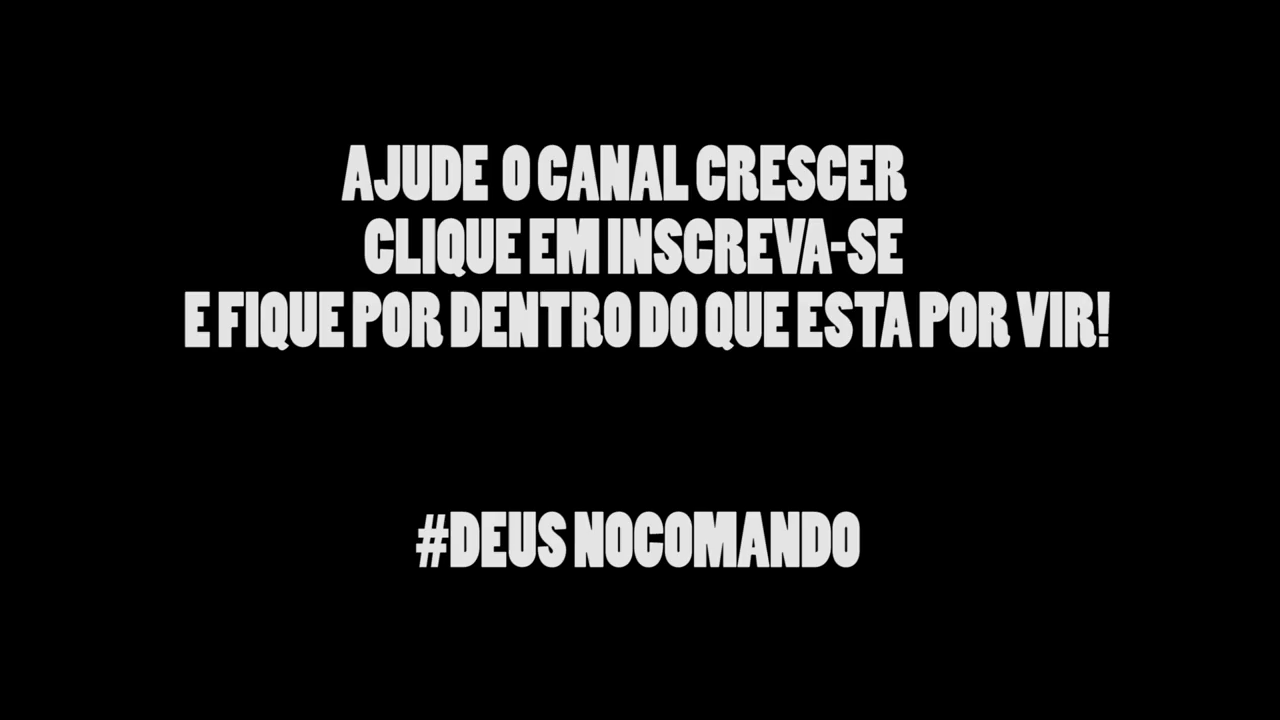 AJUDE O CANAL CRESCER
CLIQUE EM INSCREVA-SE
E FIQUE POR DENTRO DO QUE ESTA POR VIR!
#DEUS NOCOMANDO